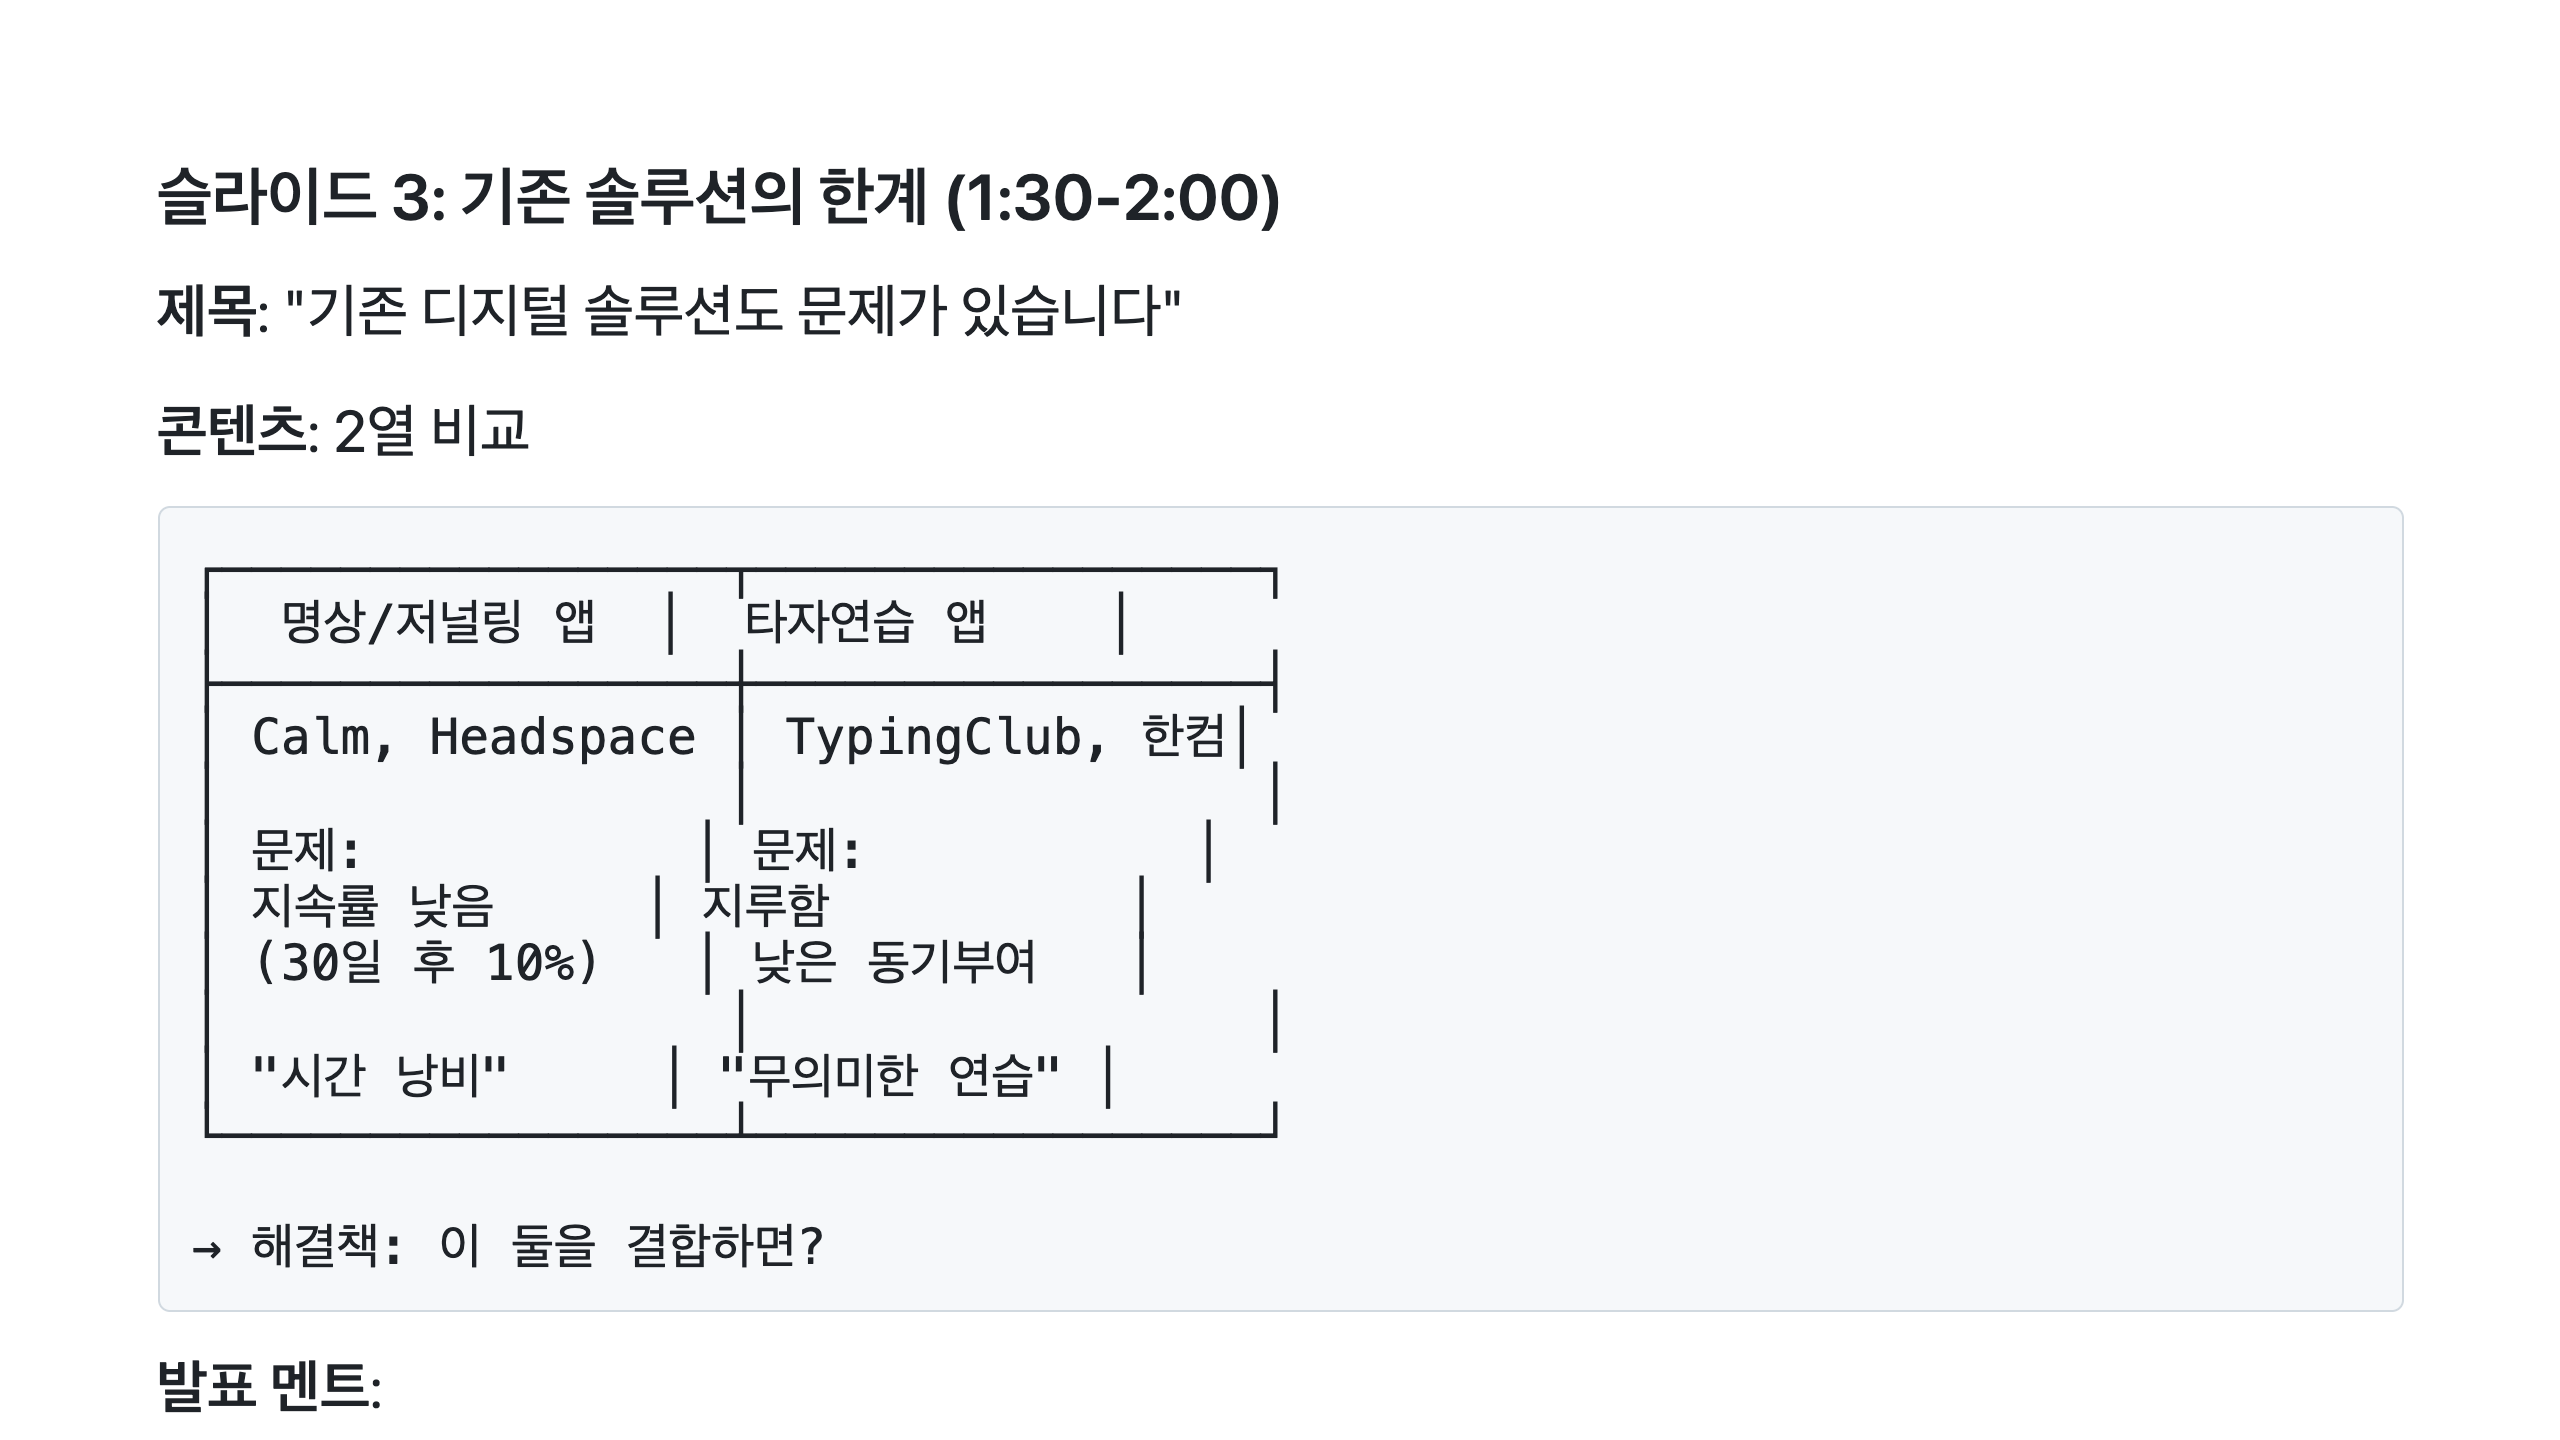 슬라이드 3: 기존 솔루션의 한계 (1:30-2:00)
제목: "기존 디지털 솔루션도 문제가 있습니다"
콘텐츠: 2열 비교
명상/저널링 앱 │ 타자연습 앱 │
Calm, Headspace │ TypingClub, 한컴│
문제: │ 문제: │
지속률 낮음 │ 지루함 │
(30일 후 10%) │ 낮은 동기부여 │
"시간 낭비" │ "무의미한 연습" │
→ 해결책: 이 둘을 결합하면?
발표 멘트: